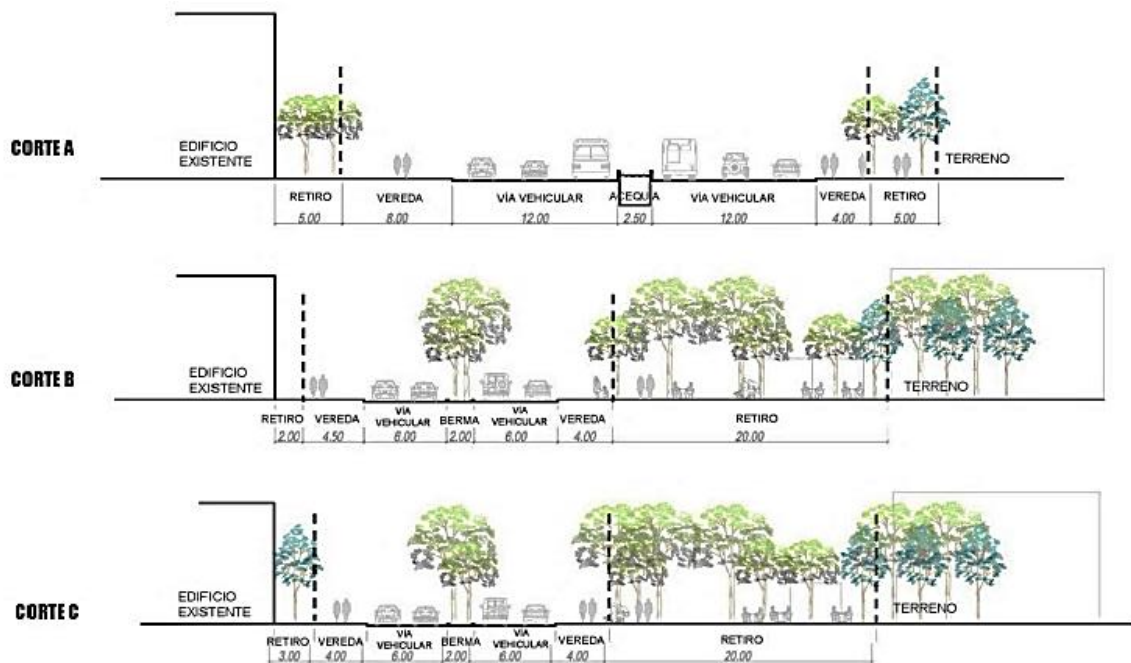 CORTE A
EDIFICIO
EXISTENTE
TERRENO
RETIRO VEREDA VÍA VEHICULAR ACEQUIA VÍA VEHICULAR VEREDA RETIRO
5.00 8.00 12.00 2.50 12.00 4.00 5.00
CORTE B
EDIFICIO
EXISTENTE
TERRENO
RETIRO VEREDA VÍA VEHICULAR BERMA VÍA VEHICULAR VEREDA RETIRO
2.00 4.50 6.00 2.00 6.00 4.00 20.00
CORTE C
EDIFICIO
EXISTENTE
TERRENO
RETIRO VEREDA VÍA VEHICULAR BERMA VÍA VEHICULAR VEREDA RETIRO
3.00 4.00 6.00 2.00 6.00 4.00 20.00